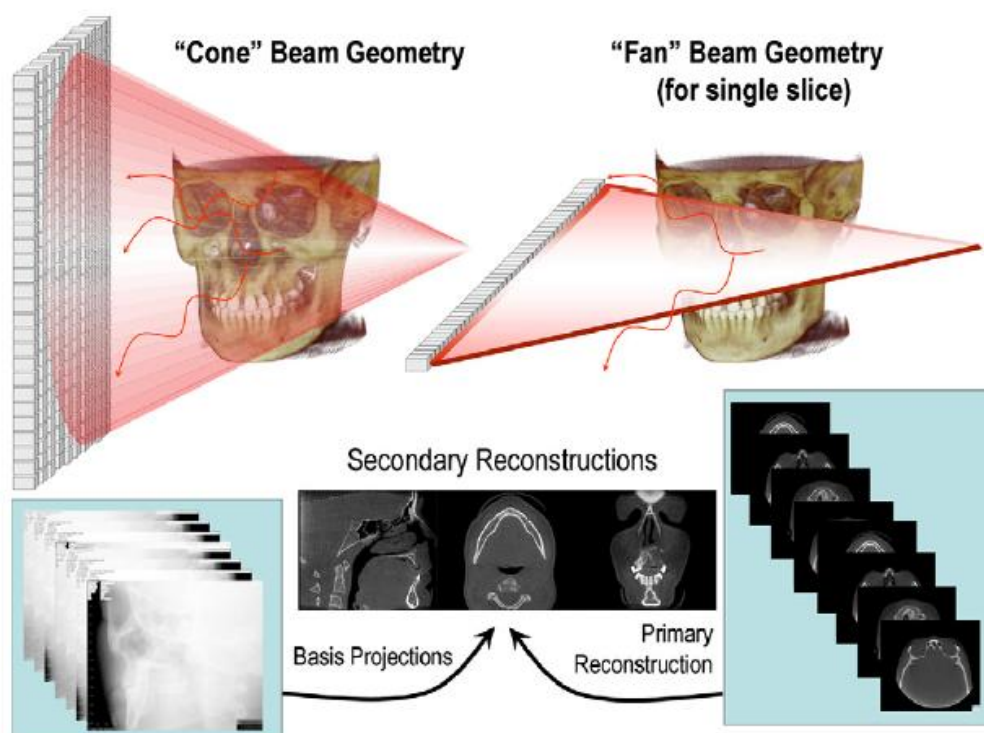 “Cone” Beam Geometry
“Fan” Beam Geometry
(for single slice)
Secondary Reconstructions
Basis Projections
Primary
Reconstruction